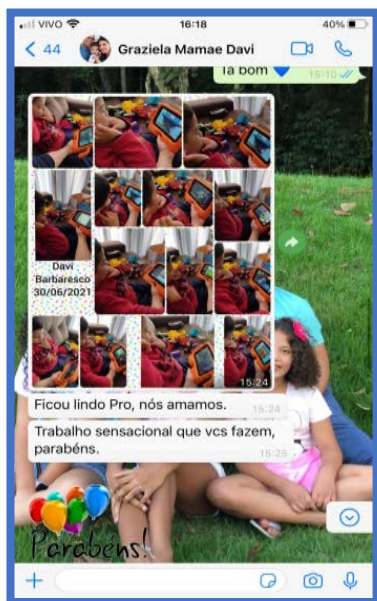 VIVO 16:18 40%
44 Graziela Mamae Davi
Ta bom 💙 15:10
Davi
Barbaresco
30/06/2021
15:24
Ficou lindo Pro, nós amamos. 15:24
Trabalho sensacional que vcs fazem,
parabéns. 15:25
Parabéns!